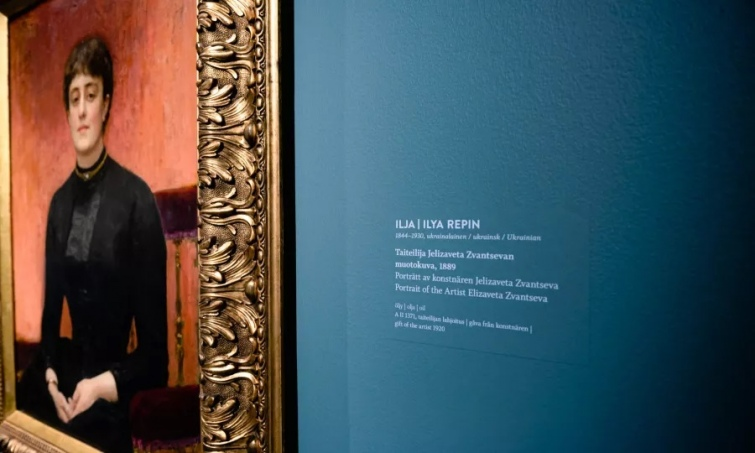 ILJA | ILYA REPIN
1844–1930, ukrainalainen / ukrainsk / Ukrainian
Taiteilija Jelizaveta Zvantsevan
muotokuva, 1889
Porträtt av konstnären Jelizaveta Zvantseva
Portrait of the Artist Elizaveta Zvantseva
öljy | olja | oil
A II 1371, taiteilijan lahjoitus | gåva från konstnären |
gift of the artist 1920